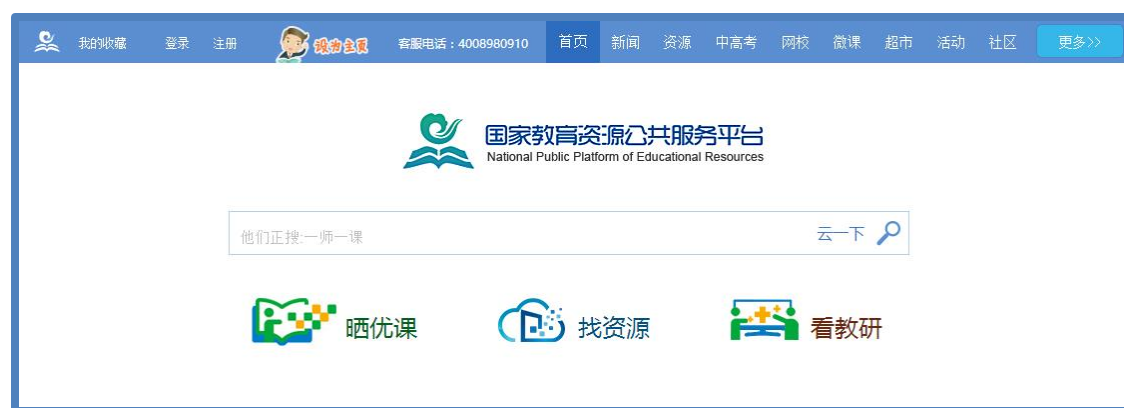 我的收藏 登录 注册 设为主页 客服电话：4008980910 首页 新闻 资源 中高考 网校 微课 超市 活动 社区 更多>>
国家教育资源公共服务平台
National Public Platform of Educational Resources
他们正搜:一师一课 云一下
晒优课 找资源 看教研